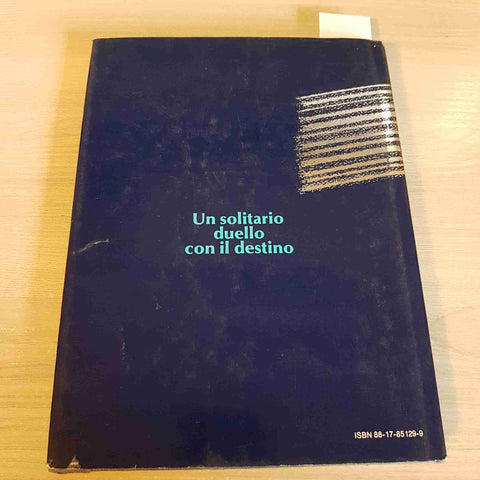 Un solitario
duello
con il destino
ISBN 88-17-85129-9